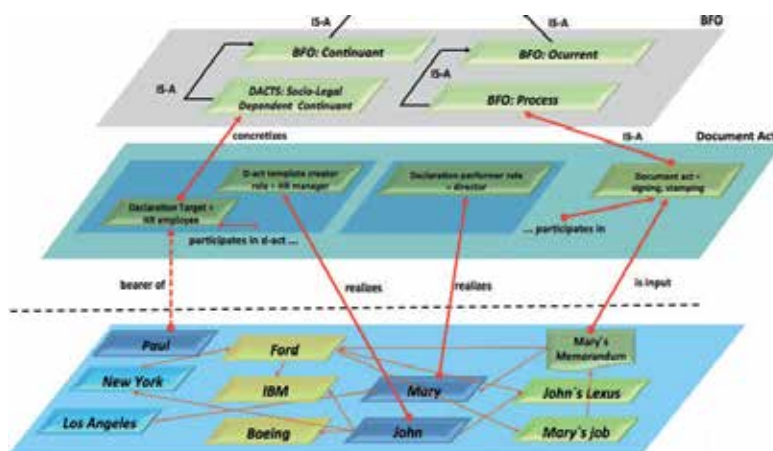 IS-A
IS-A
BFO
BFO: Continuant
BFO: Ocurrent
IS-A
IS-A
DACTS: Socio-Legal
Dependent Continuant
BFO: Process
concretizes
IS-A
Document Act
D-act template creator
role = HR manager
Declaration performer role
= director
Document act =
signing, stamping
Declaration Target =
HR employee
participates in d-act ...
... participates in
bearer of
realizes
realizes
is input
Paul
Ford
Mary's
Memorandum
New York
IBM
Mary
John´s Lexus
Los Angeles
Boeing
John
Mary´s job